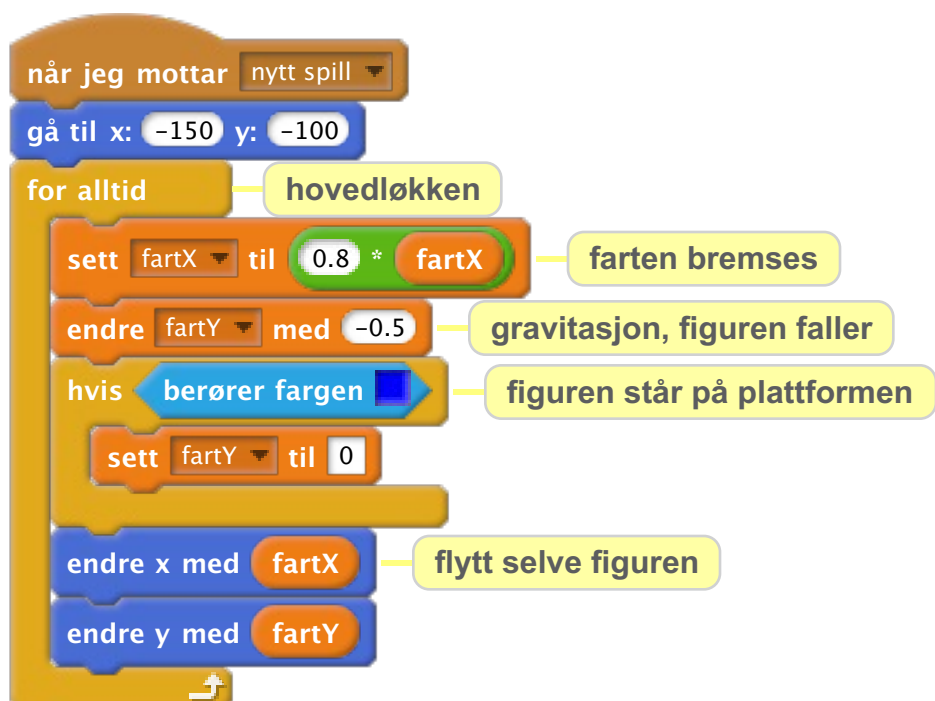 når jeg mottar nytt spill
gå til x: -150 y: -100
for alltid hovedløkken
sett fartX til 0.8 * fartX farten bremses
endre fartY med -0.5 gravitasjon, figuren faller
hvis berører fargen figuren står på plattformen
sett fartY til 0
endre x med fartX flytt selve figuren
endre y med fartY